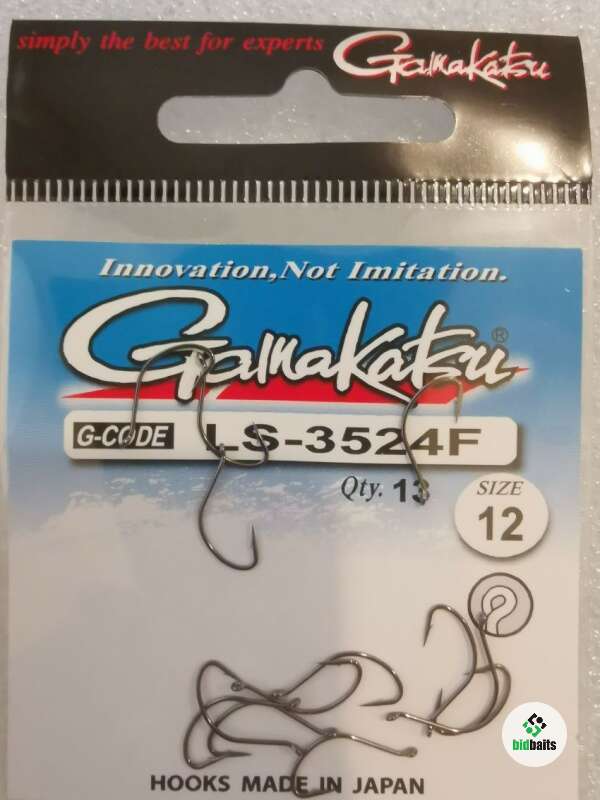 simply the best for experts Gamakatsu
Innovation,Not Imitation.
Gamakatsu®
G-CODE LS-3524F
Qty. 13 SIZE
12
bidbaits
HOOKS MADE IN JAPAN